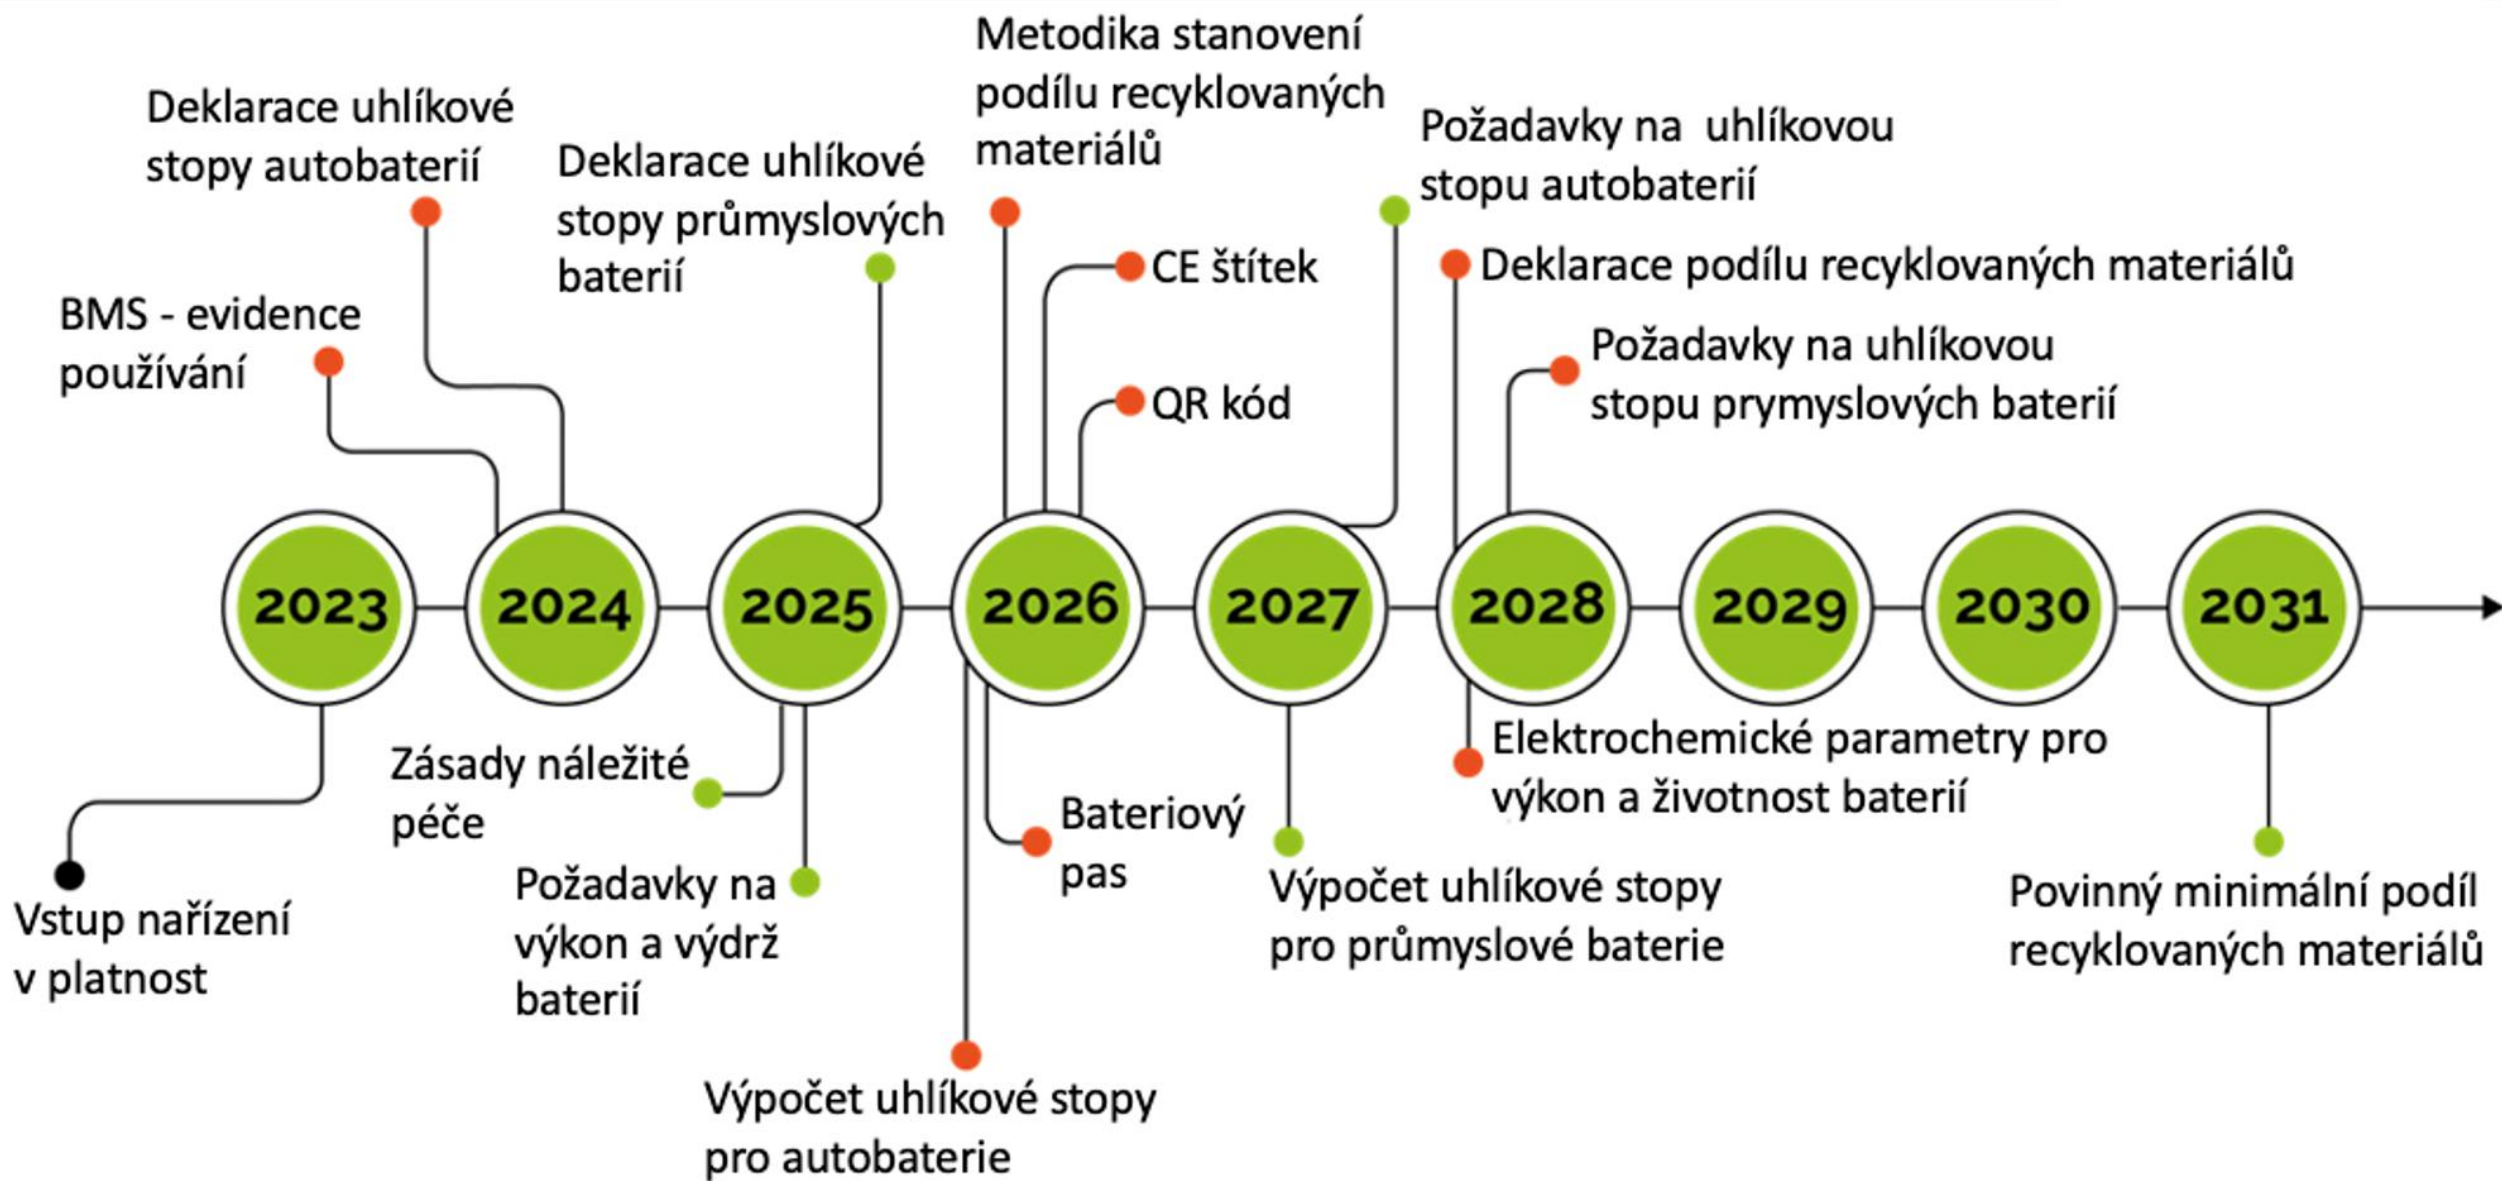 Metodika stanovení
podílu recyklovaných
materiálů
Deklarace uhlíkové
stopy autobaterií
Deklarace uhlíkové
stopy průmyslových
baterií
Požadavky na  uhlíkovou
stopu autobaterií
CE štítek
Deklarace podílu recyklovaných materiálů
BMS - evidence
používání
QR kód
Požadavky na uhlíkovou
stopu prymyslových baterií
2023
2024
2025
2026
2027
2028
2029
2030
2031
Vstup nařízení
v platnost
Zásady náležité
péče
Požadavky na
výkon a výdrž
baterií
Bateriový
pas
Výpočet uhlíkové stopy
pro autobaterie
Výpočet uhlíkové stopy
pro průmyslové baterie
Elektrochemické parametry pro
výkon a životnost baterií
Povinný minimální podíl
recyklovaných materiálů